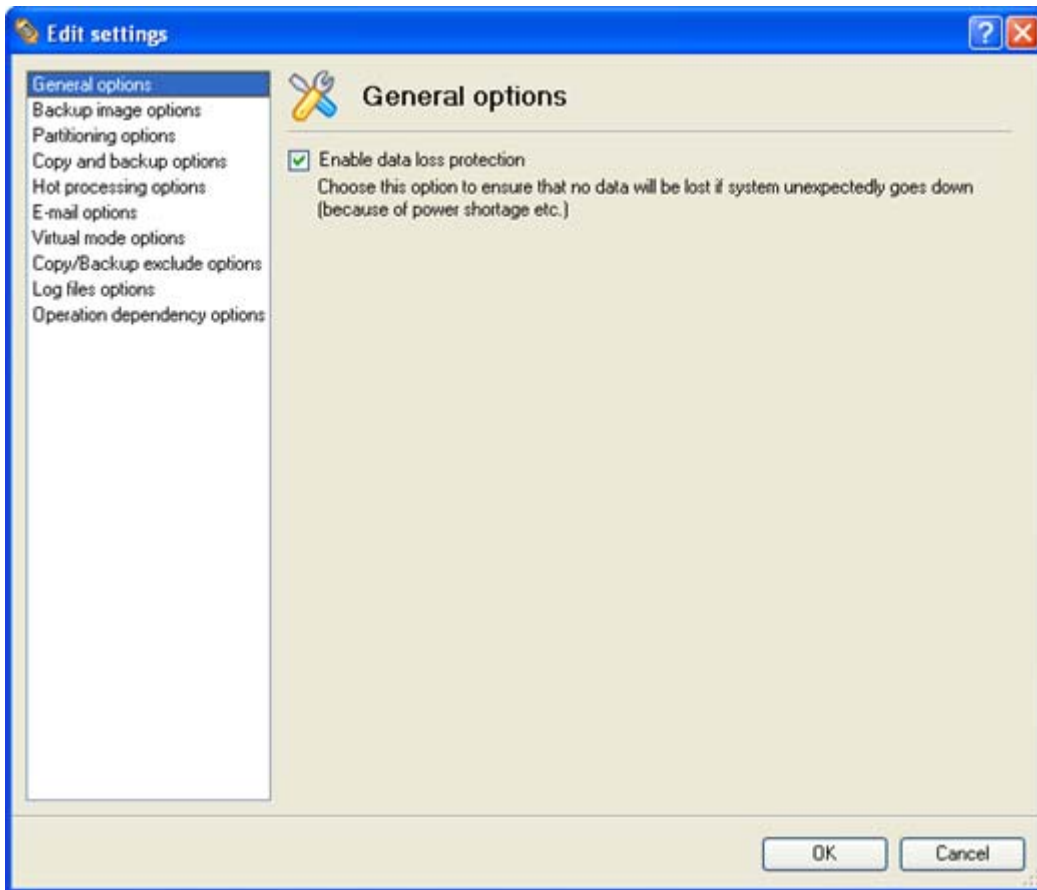 Edit settings
General options
Backup image options
Partitioning options
Copy and backup options
Hot processing options
E-mail options
Virtual mode options
Copy/Backup exclude options
Log files options
Operation dependency options
General options
Enable data loss protection
Choose this option to ensure that no data will be lost if system unexpectedly goes down
(because of power shortage etc.)
OK
Cancel